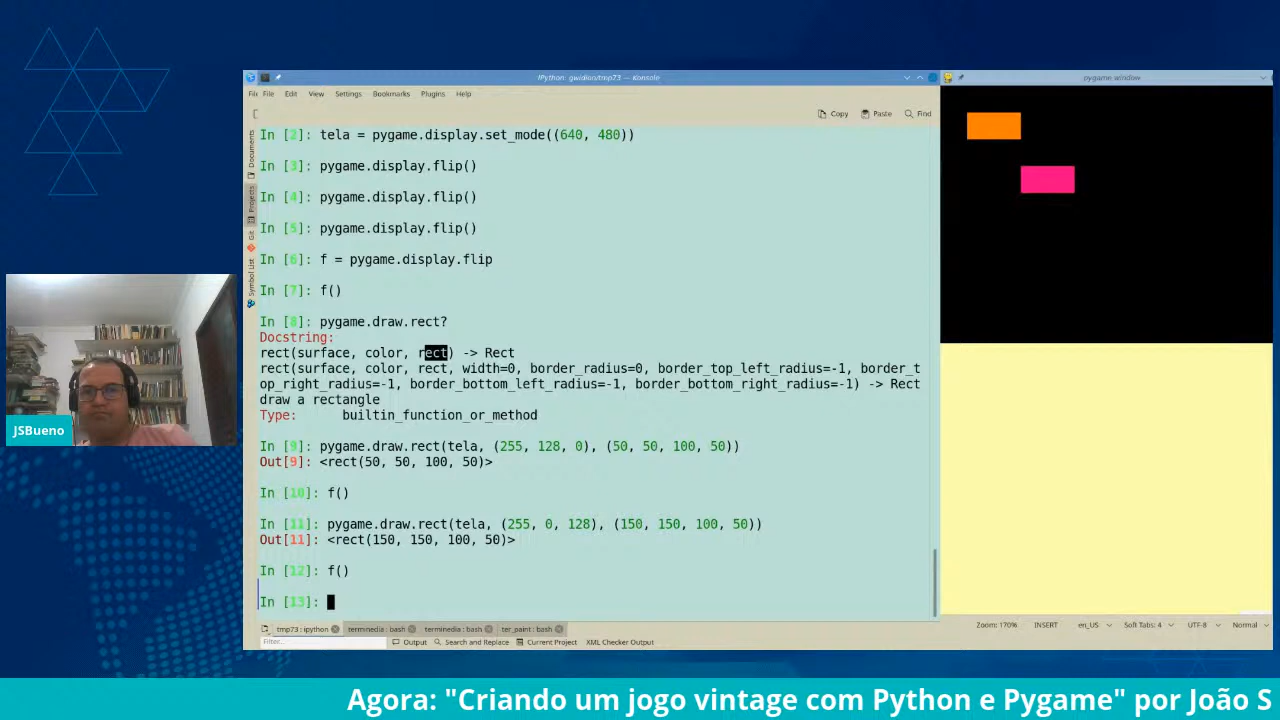 IPython: gwidion/tmp73 — Konsole
Fil File Edit View Settings Bookmarks Plugins Help
Copy Paste Find
Documents
Projects
Git
Symbol List
In [2]: tela = pygame.display.set_mode((640, 480))
In [3]: pygame.display.flip()
In [4]: pygame.display.flip()
In [5]: pygame.display.flip()
In [6]: f = pygame.display.flip
In [7]: f()
In [8]: pygame.draw.rect?
Docstring:
rect(surface, color, rect) -> Rect
rect(surface, color, rect, width=0, border_radius=0, border_top_left_radius=-1, border_t
op_right_radius=-1, border_bottom_left_radius=-1, border_bottom_right_radius=-1) -> Rect
draw a rectangle
Type: builtin_function_or_method
In [9]: pygame.draw.rect(tela, (255, 128, 0), (50, 50, 100, 50))
Out[9]: <rect(50, 50, 100, 50)>
In [10]: f()
In [11]: pygame.draw.rect(tela, (255, 0, 128), (150, 150, 100, 50))
Out[11]: <rect(150, 150, 100, 50)>
In [12]: f()
In [13]:
tmp73 : ipython terminedia : bash terminedia : bash ter_paint : bash
Filter... Output Search and Replace Current Project XML Checker Output
pygame window
Zoom: 170% INSERT en_US Soft Tabs: 4 UTF-8 Normal
JSBueno
Agora: "Criando um jogo vintage com Python e Pygame" por João S